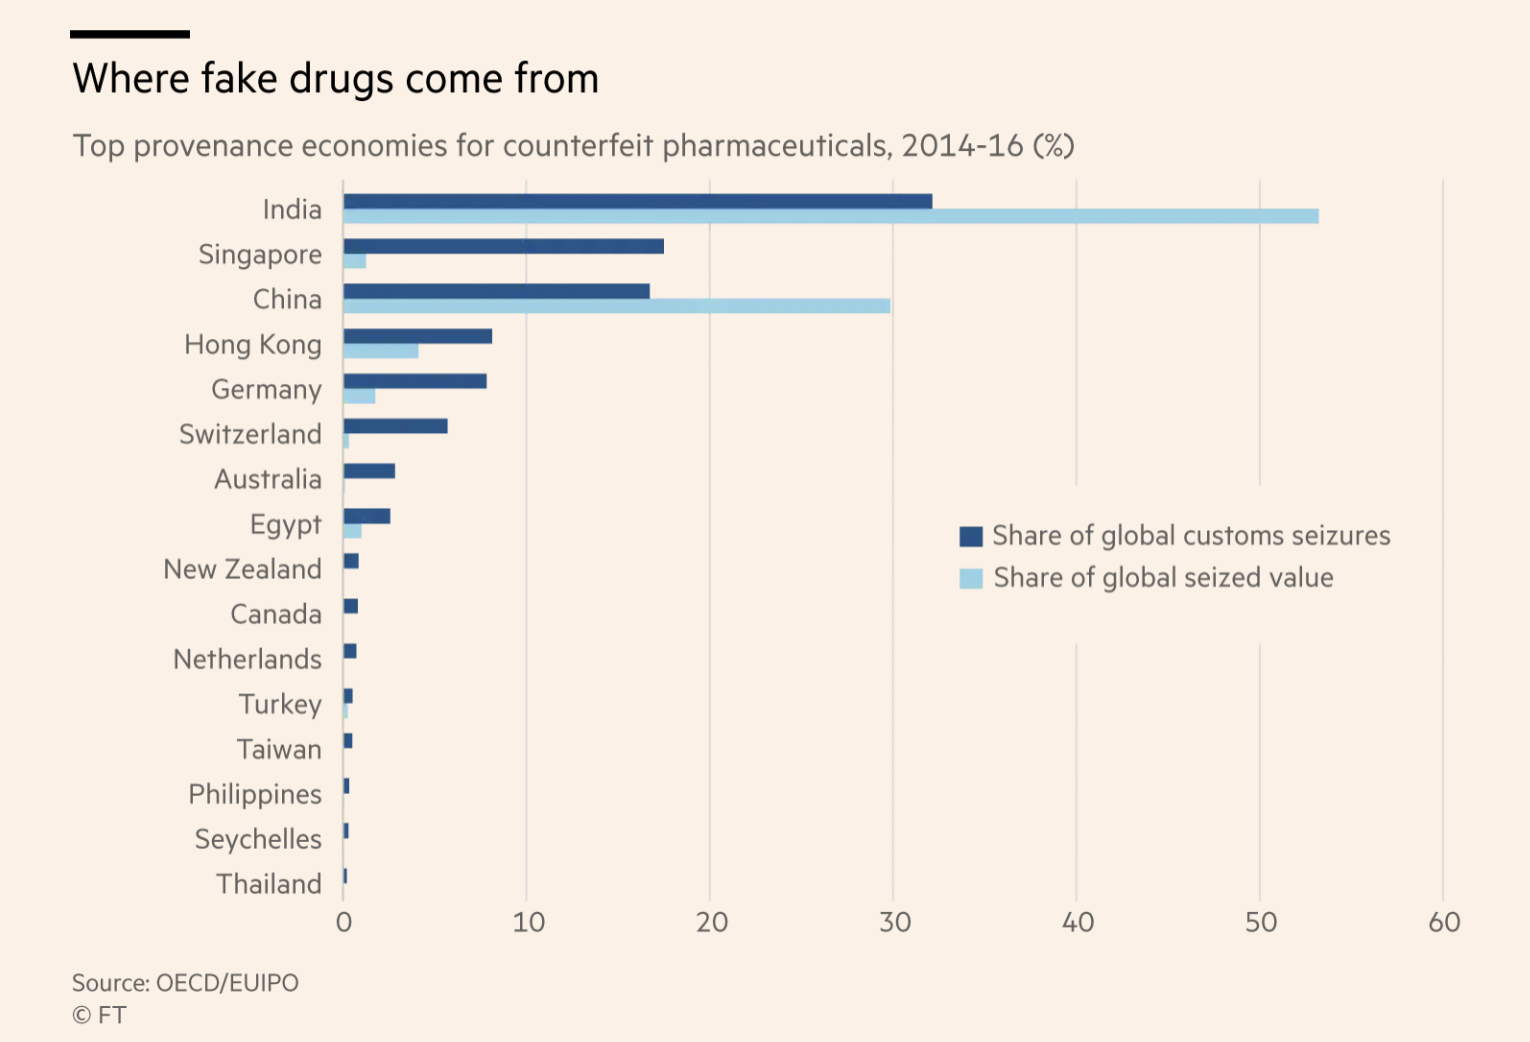 Where fake drugs come from
Top provenance economies for counterfeit pharmaceuticals, 2014-16 (%)
India
Singapore
China
Hong Kong
Germany
Switzerland
Australia
Egypt
New Zealand
Canada
Netherlands
Turkey
Taiwan
Philippines
Seychelles
Thailand
Share of global customs seizures
Share of global seized value
0 10 20 30 40 50 60
Source: OECD/EUIPO
© FT